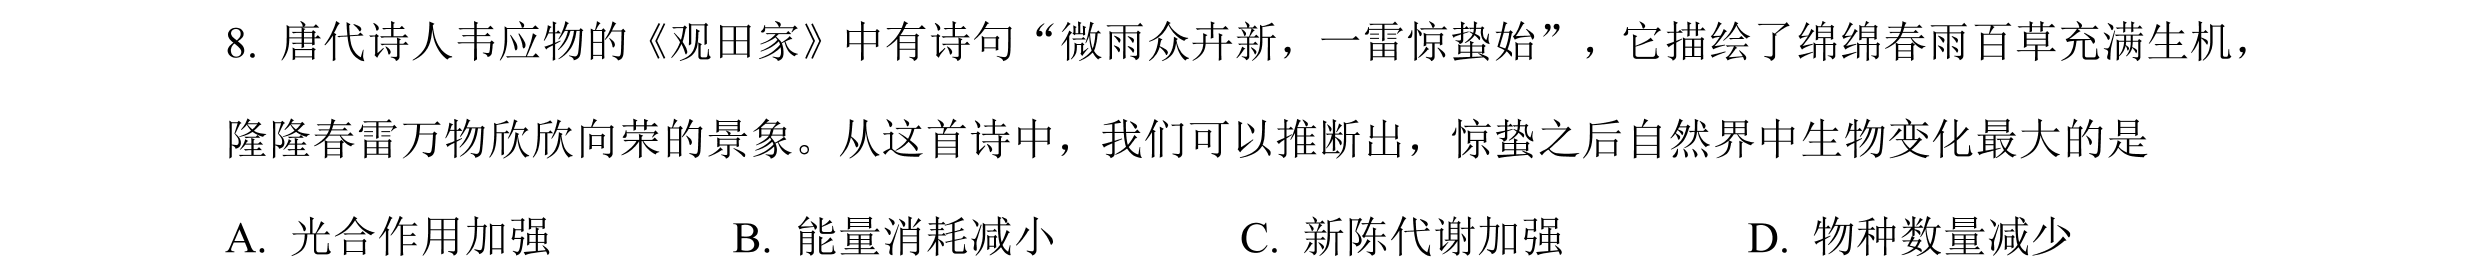 8. 唐代诗人韦应物的《观田家》中有诗句“微雨众卉新，一雷惊蛰始”，它描绘了绵绵春雨百草充满生机，
隆隆春雷万物欣欣向荣的景象。从这首诗中，我们可以推断出，惊蛰之后自然界中生物变化最大的是
A. 光合作用加强 B. 能量消耗减小 C. 新陈代谢加强 D. 物种数量减少